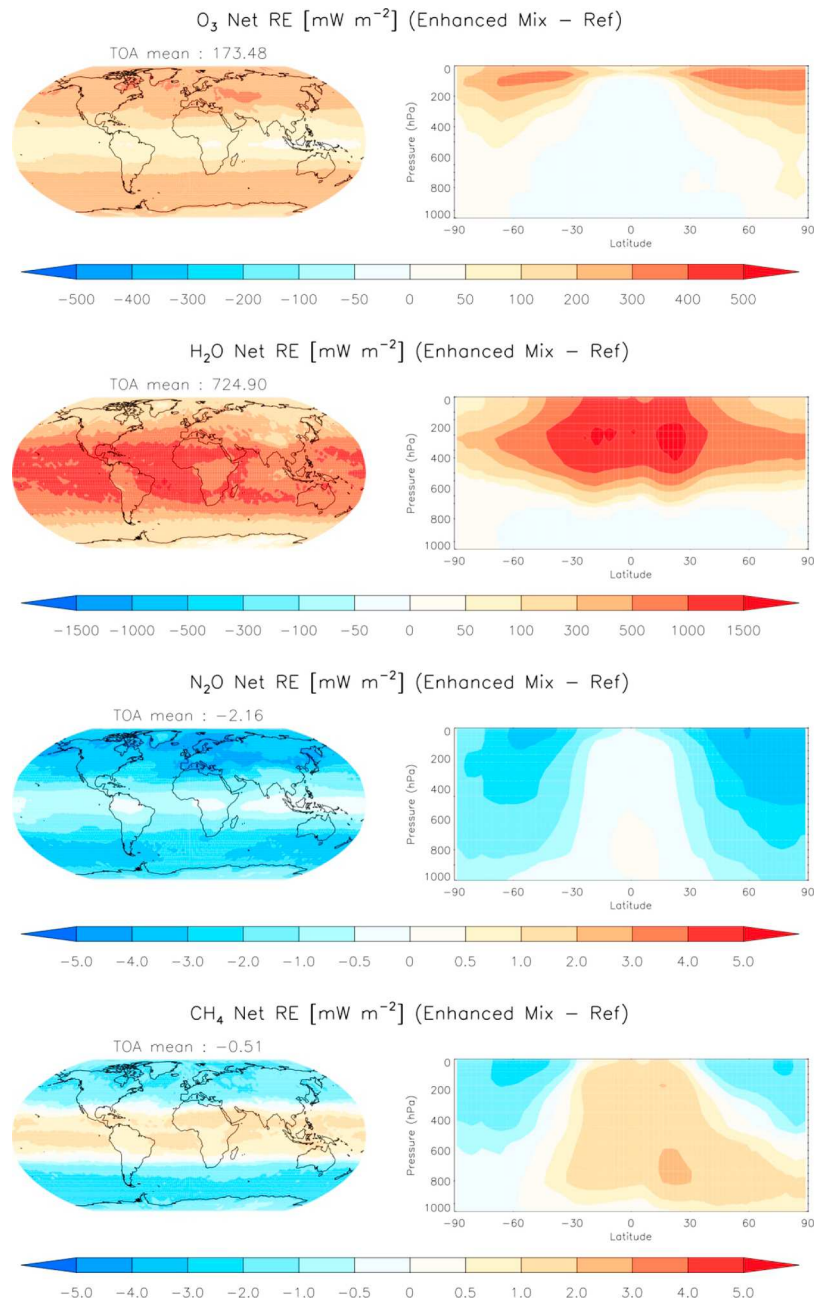 O₃ Net RE [mW m⁻²] (Enhanced Mix − Ref)
TOA mean : 173.48
0
200
400
600
800
1000
Pressure (hPa)
−90 −60 −30 0 30 60 90
Latitude
−500 −400 −300 −200 −100 −50 0 50 100 200 300 400 500
H₂O Net RE [mW m⁻²] (Enhanced Mix − Ref)
TOA mean : 724.90
0
200
400
600
800
1000
Pressure (hPa)
−90 −60 −30 0 30 60 90
Latitude
−1500 −1000 −500 −300 −100 −50 0 50 100 300 500 1000 1500
N₂O Net RE [mW m⁻²] (Enhanced Mix − Ref)
TOA mean : −2.16
0
200
400
600
800
1000
Pressure (hPa)
−90 −60 −30 0 30 60 90
Latitude
−5.0 −4.0 −3.0 −2.0 −1.0 −0.5 0 0.5 1.0 2.0 3.0 4.0 5.0
CH₄ Net RE [mW m⁻²] (Enhanced Mix − Ref)
TOA mean : −0.51
0
200
400
600
800
1000
Pressure (hPa)
−90 −60 −30 0 30 60 90
Latitude
−5.0 −4.0 −3.0 −2.0 −1.0 −0.5 0 0.5 1.0 2.0 3.0 4.0 5.0